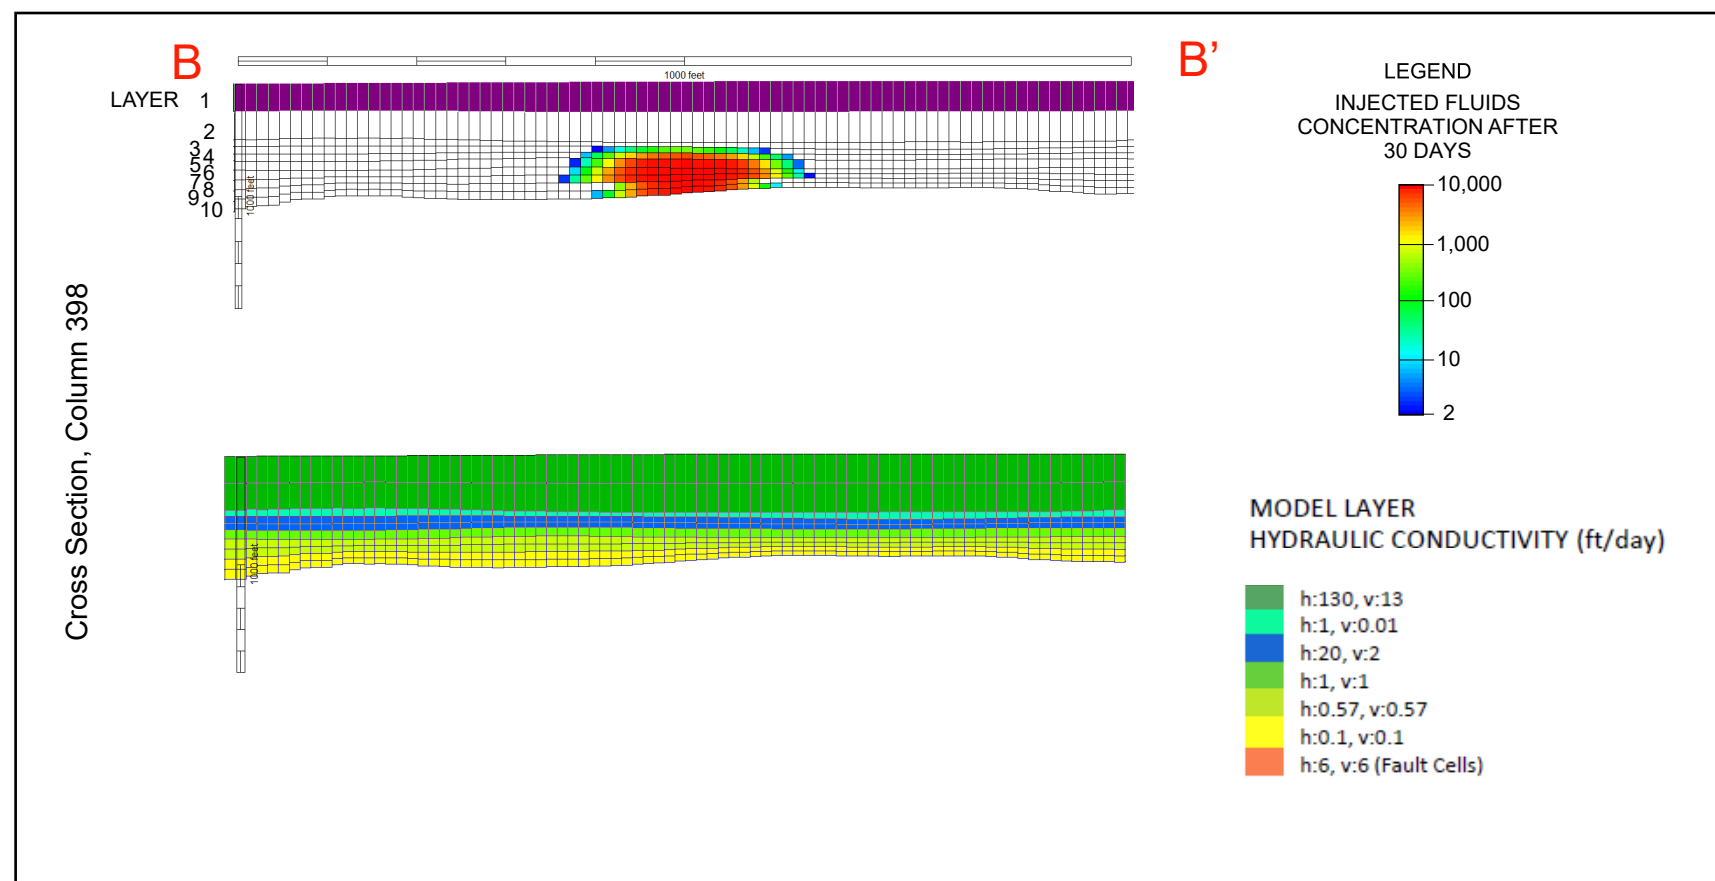 B
B’
1000 feet
LAYER 1
2
3
4
5
6
7
8
9
10
1000 feet
LEGEND
INJECTED FLUIDS
CONCENTRATION AFTER
30 DAYS
10,000
1,000
100
10
2
Cross Section, Column 398
1000 feet
MODEL LAYER
HYDRAULIC CONDUCTIVITY (ft/day)
h:130, v:13
h:1, v:0.01
h:20, v:2
h:1, v:1
h:0.57, v:0.57
h:0.1, v:0.1
h:6, v:6 (Fault Cells)